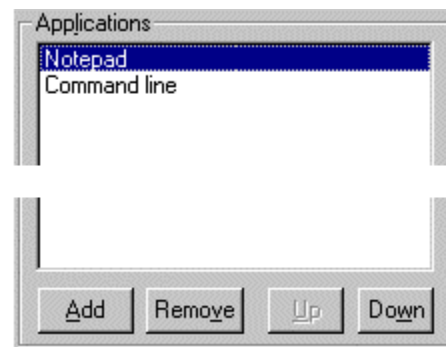 Applications
Notepad
Command line
Add Remove Up Down